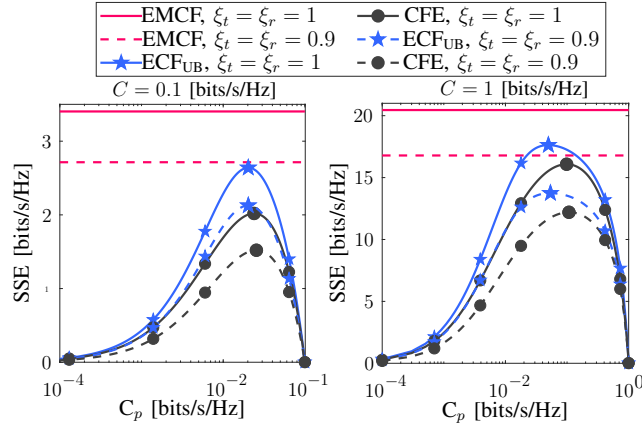 EMCF, ξt = ξr = 1
CFE, ξt = ξr = 1
EMCF, ξt = ξr = 0.9
ECFUB, ξt = ξr = 0.9
ECFUB, ξt = ξr = 1
CFE, ξt = ξr = 0.9
C = 0.1 [bits/s/Hz]
C = 1 [bits/s/Hz]
SSE [bits/s/Hz]
3
2
1
0
10−4
10−2
10−1
Cp [bits/s/Hz]
SSE [bits/s/Hz]
20
15
10
5
0
10−4
10−2
100
Cp [bits/s/Hz]